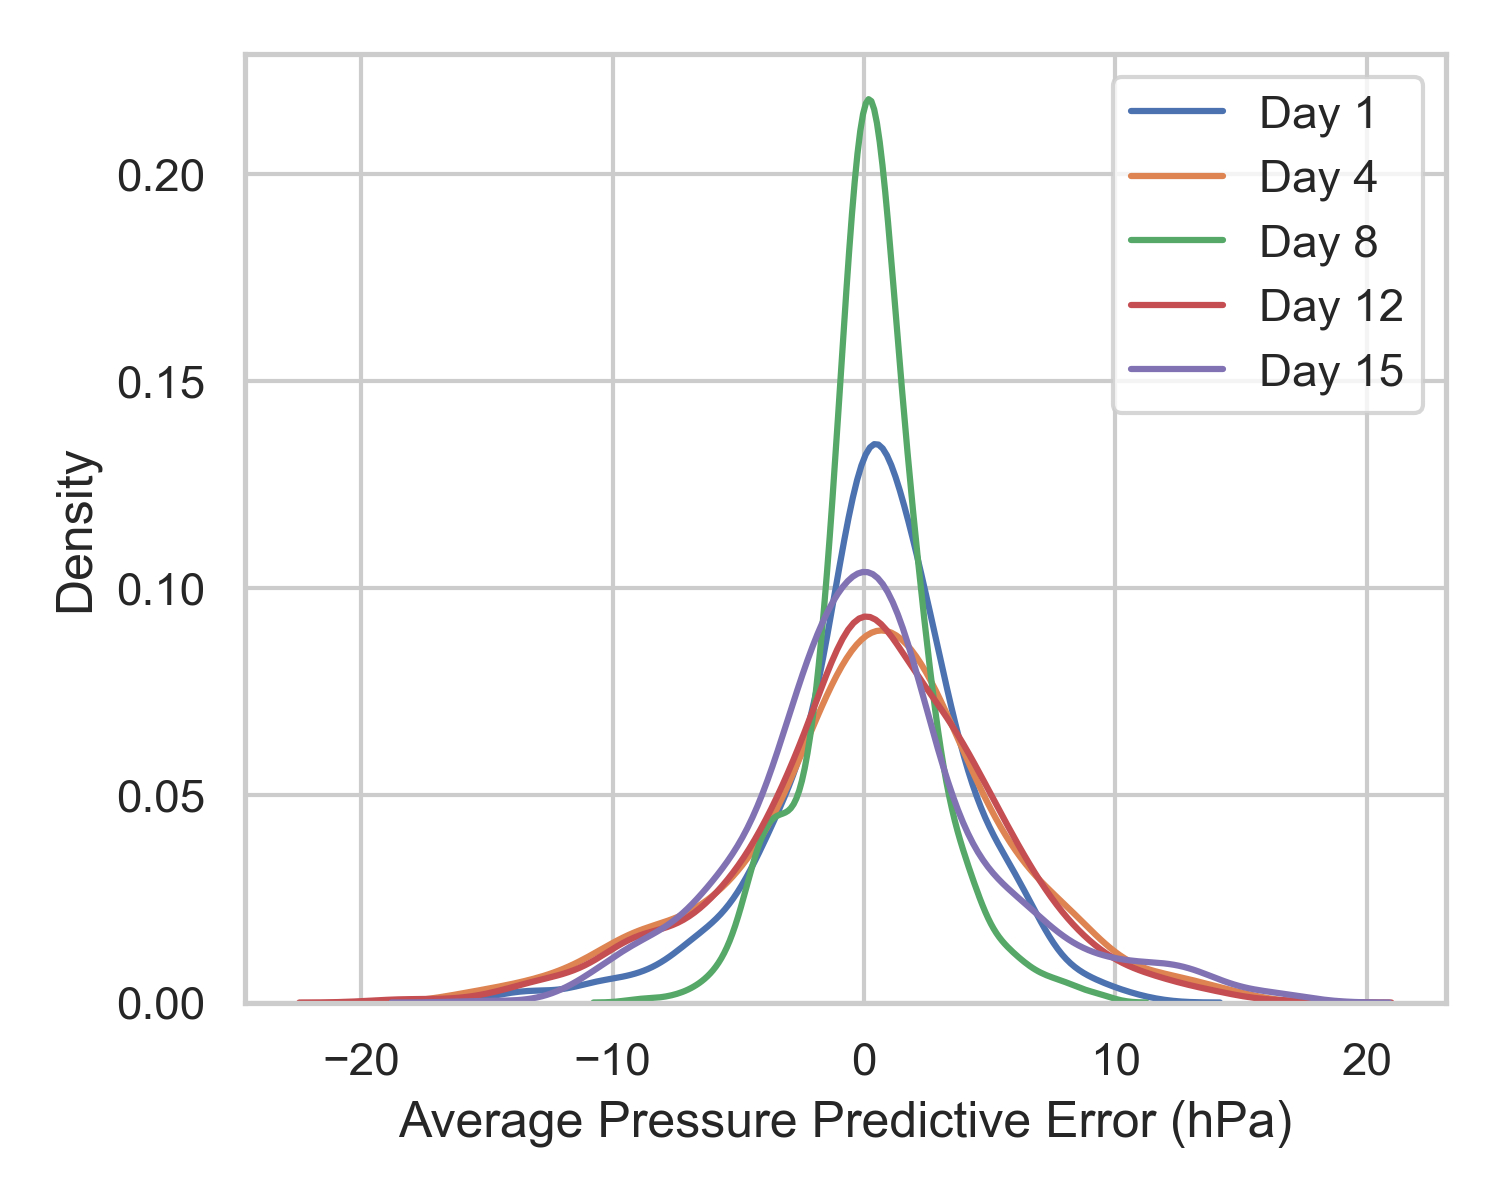 Day 1
Day 4
Day 8
Day 12
Day 15
0.20
0.15
0.10
0.05
0.00
Density
−20 −10 0 10 20
Average Pressure Predictive Error (hPa)